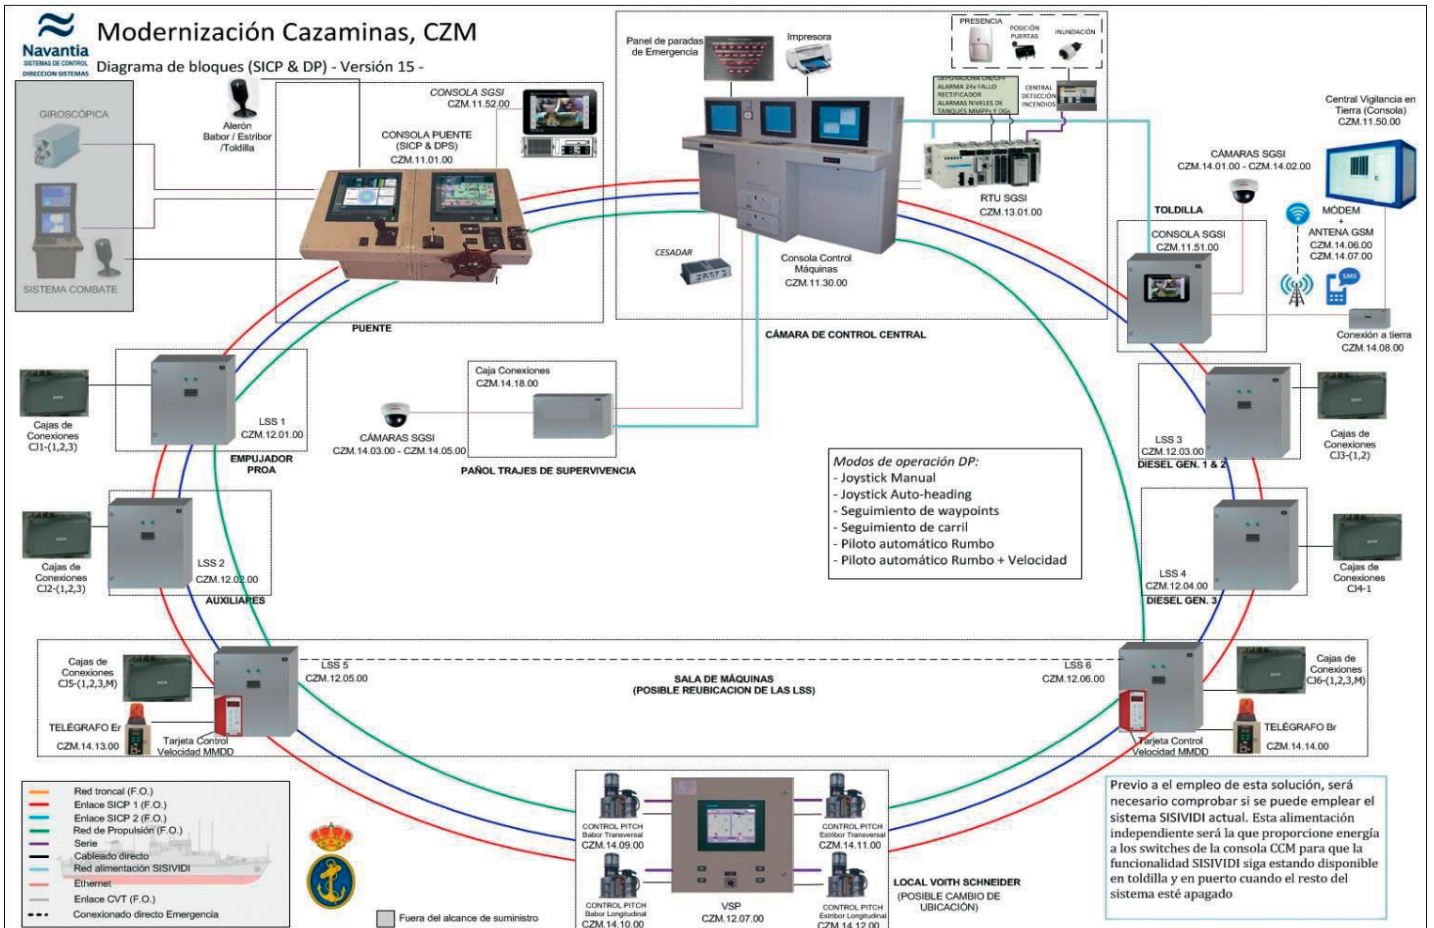 Navantia
SISTEMAS DE CONTROL
DIRECCION SISTEMAS
Modernización Cazaminas, CZM
Diagrama de bloques (SICP & DP) - Versión 15 -
GIROSCÓPICA
SISTEMA COMBATE
Alerón
Babor / Estribor
/Toldilla
CONSOLA SGSI
CZM.11.52.00
CONSOLA PUENTE
(SICP & DPS)
CZM.11.01.00
PUENTE
Panel de paradas
de Emergencia
Impresora
PRESENCIA
POSICIÓN
PUERTAS
INUNDACIÓN
DEPURADORA ON/OFF
ALARMA 24v FALLO
RECTIFICADOR
ALARMAS NIVELES DE
TANQUES MMPPs Y DGs
CENTRAL
DETECCIÓN
INCENDIOS
RTU SGSI
CZM.13.01.00
CESADAR
Consola Control
Máquinas
CZM.11.30.00
CÁMARA DE CONTROL CENTRAL
Central Vigilancia en
Tierra (Consola)
CZM.11.50.00
CÁMARAS SGSI
CZM.14.01.00 - CZM.14.02.00
TOLDILLA
CONSOLA SGSI
CZM.11.51.00
MÓDEM
+
ANTENA GSM
CZM.14.06.00
CZM.14.07.00
SMS
Conexión a tierra
CZM.14.08.00
Cajas de
Conexiones
CJ1-(1,2,3)
LSS 1
CZM.12.01.00
EMPUJADOR
PROA
Caja Conexiones
CZM.14.18.00
CÁMARAS SGSI
CZM.14.03.00 - CZM.14.05.00
PAÑOL TRAJES DE SUPERVIVENCIA
Modos de operación DP:
- Joystick Manual
- Joystick Auto-heading
- Seguimiento de waypoints
- Seguimiento de carril
- Piloto automático Rumbo
- Piloto automático Rumbo + Velocidad
LSS 3
CZM.12.03.00
DIESEL GEN. 1 & 2
Cajas de
Conexiones
CJ3-(1,2)
Cajas de
Conexiones
CJ2-(1,2,3)
LSS 2
CZM.12.02.00
AUXILIARES
LSS 4
CZM.12.04.00
DIESEL GEN. 3
Cajas de
Conexiones
CJ4-1
Cajas de
Conexiones
CJ5-(1,2,3,M)
LSS 5
CZM.12.05.00
TELÉGRAFO Er
CZM.14.13.00
Tarjeta Control
Velocidad MMDD
SALA DE MÁQUINAS
(POSIBLE REUBICACION DE LAS LSS)
LSS 6
CZM.12.06.00
Cajas de
Conexiones
CJ6-(1,2,3,M)
TELÉGRAFO Br
CZM.14.14.00
Tarjeta Control
Velocidad MMDD
Red troncal (F.O.)
Enlace SICP 1 (F.O.)
Enlace SICP 2 (F.O.)
Red de Propulsión (F.O.)
Serie
Cableado directo
Red alimentación SISIVIDI
Ethernet
Enlace CVT (F.O.)
Conexionado directo Emergencia
Fuera del alcance de suministro
CONTROL PITCH
Babor Transversal
CZM.14.09.00
CONTROL PITCH
Babor Longitudinal
CZM.14.10.00
VSP
CZM.12.07.00
CONTROL PITCH
Estribor Transversal
CZM.14.11.00
CONTROL PITCH
Estribor Longitudinal
CZM.14.12.00
LOCAL VOITH SCHNEIDER
(POSIBLE CAMBIO DE
UBICACIÓN)
Previo a el empleo de esta solución, será
necesario comprobar si se puede emplear el
sistema SISIVIDI actual. Esta alimentación
independiente será la que proporcione energía
a los switches de la consola CCM para que la
funcionalidad SISIVIDI siga estando disponible
en toldilla y en puerto cuando el resto del
sistema esté apagado